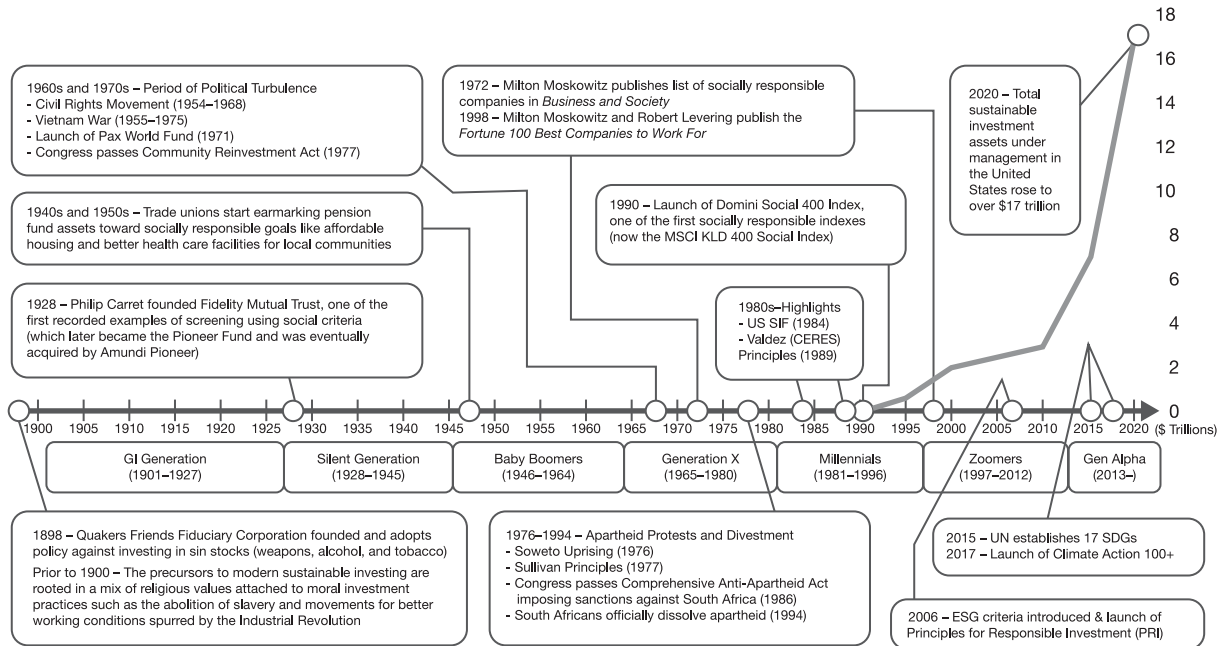 1960s and 1970s – Period of Political Turbulence
- Civil Rights Movement (1954–1968)
- Vietnam War (1955–1975)
- Launch of Pax World Fund (1971)
- Congress passes Community Reinvestment Act (1977)
1972 – Milton Moskowitz publishes list of socially responsible
companies in Business and Society
1998 – Milton Moskowitz and Robert Levering publish the
Fortune 100 Best Companies to Work For
2020 – Total
sustainable
investment
assets under
management in
the United
States rose to
over $17 trillion
18
16
14
12
10
8
6
4
2
0
($ Trillions)
1940s and 1950s – Trade unions start earmarking pension
fund assets toward socially responsible goals like affordable
housing and better health care facilities for local communities
1990 – Launch of Domini Social 400 Index,
one of the first socially responsible indexes
(now the MSCI KLD 400 Social Index)
1928 – Philip Carret founded Fidelity Mutual Trust, one of the
first recorded examples of screening using social criteria
(which later became the Pioneer Fund and was eventually
acquired by Amundi Pioneer)
1980s–Highlights
- US SIF (1984)
- Valdez (CERES)
Principles (1989)
1900 1905 1910 1915 1920 1925 1930 1935 1940 1945 1950 1955 1960 1965 1970 1975 1980 1985 1990 1995 2000 2005 2010 2015 2020
GI Generation
(1901–1927)
Silent Generation
(1928–1945)
Baby Boomers
(1946–1964)
Generation X
(1965–1980)
Millennials
(1981–1996)
Zoomers
(1997–2012)
Gen Alpha
(2013–)
1898 – Quakers Friends Fiduciary Corporation founded and adopts
policy against investing in sin stocks (weapons, alcohol, and tobacco)
Prior to 1900 – The precursors to modern sustainable investing are
rooted in a mix of religious values attached to moral investment
practices such as the abolition of slavery and movements for better
working conditions spurred by the Industrial Revolution
1976–1994 – Apartheid Protests and Divestment
- Soweto Uprising (1976)
- Sullivan Principles (1977)
- Congress passes Comprehensive Anti-Apartheid Act
imposing sanctions against South Africa (1986)
- South Africans officially dissolve apartheid (1994)
2015 – UN establishes 17 SDGs
2017 – Launch of Climate Action 100+
2006 – ESG criteria introduced & launch of
Principles for Responsible Investment (PRI)